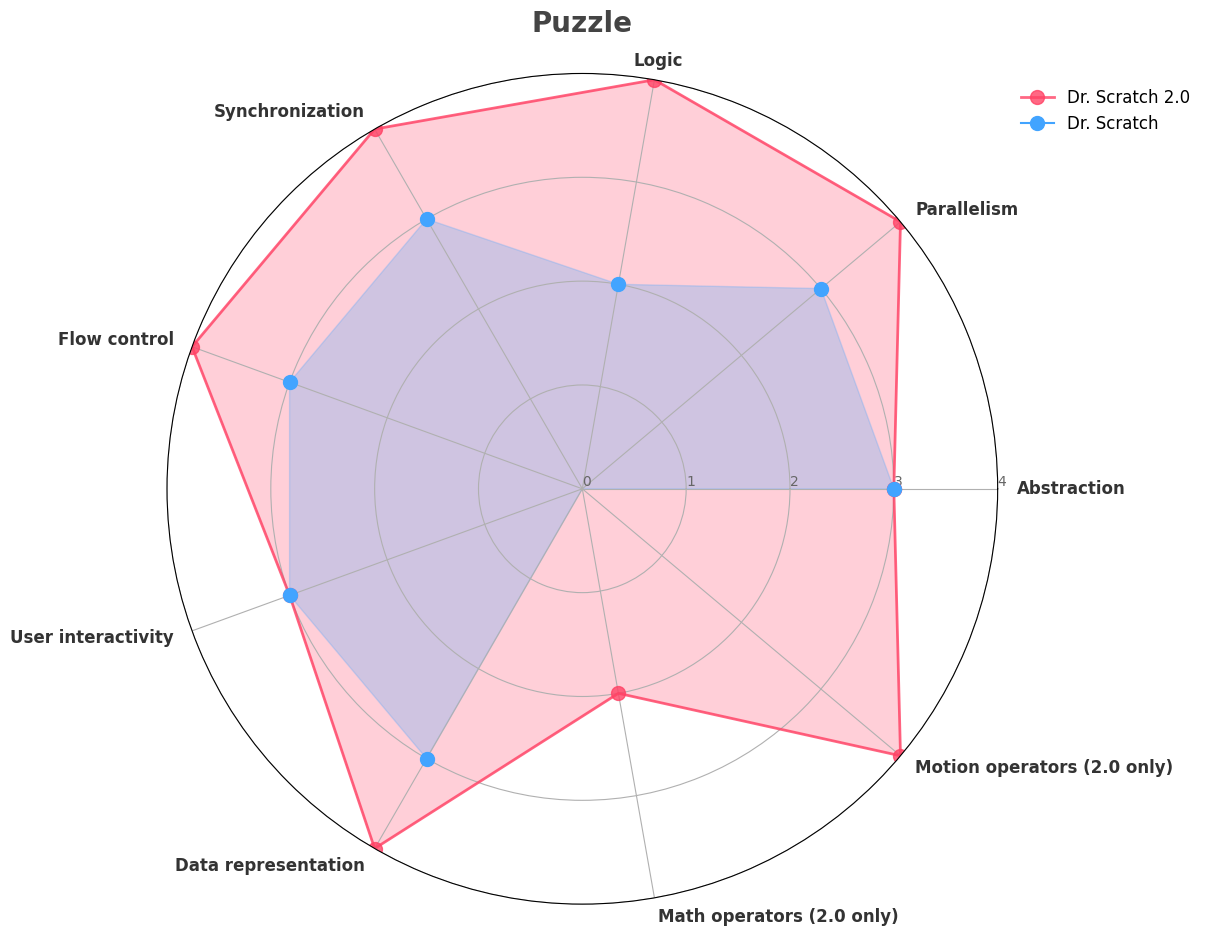 Puzzle
Logic
Dr. Scratch 2.0
Dr. Scratch
Synchronization
Parallelism
Flow control
0
1
2
3
4
Abstraction
User interactivity
Motion operators (2.0 only)
Data representation
Math operators (2.0 only)